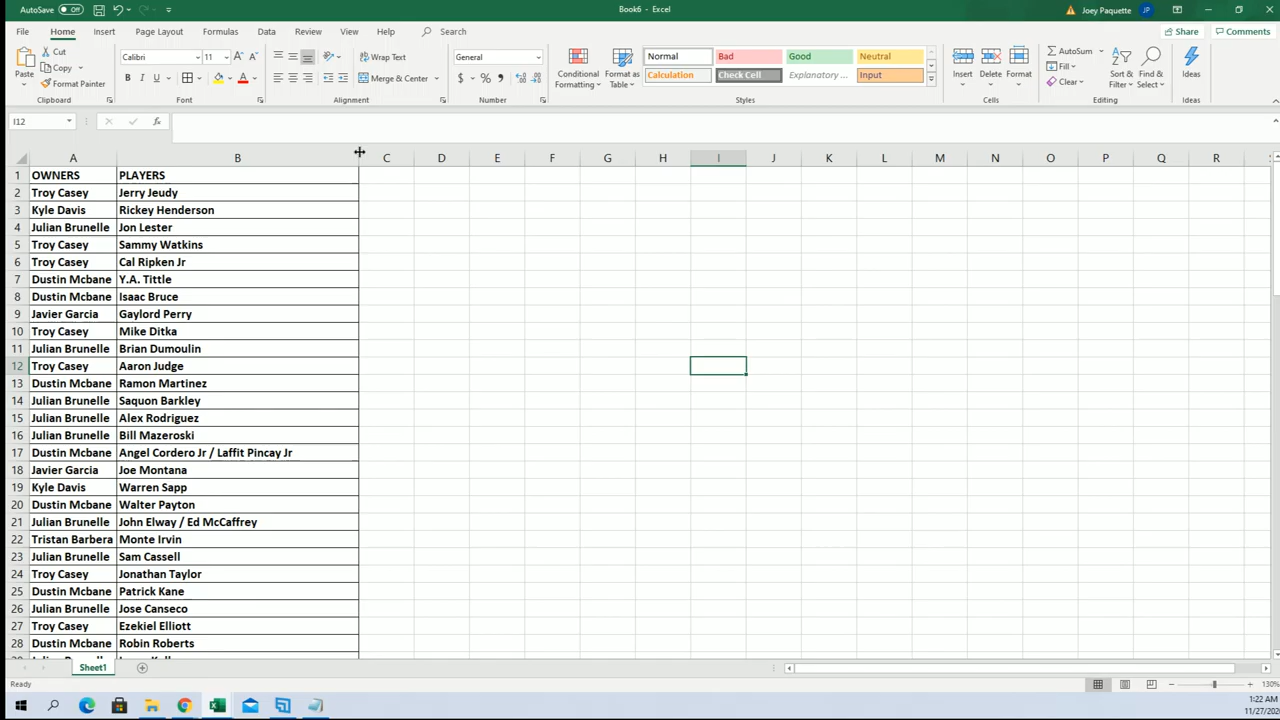 AutoSave Off Book6 - Excel Joey Paquette JP
File Home Insert Page Layout Formulas Data Review View Help Search Share Comments
Cut Calibri 11 Wrap Text General Normal Bad Good Neutral AutoSum
Copy Fill
Paste Format Painter Merge & Center $ % Conditional Formatting Format as Table Calculation Check Cell Explanatory ... Input Insert Delete Format Clear Sort & Filter Find & Select Ideas
Clipboard Font Alignment Number Styles Cells Editing Ideas
I12 fx
A B C D E F G H I J K L M N O P Q R
1 OWNERS PLAYERS
2 Troy Casey Jerry Jeudy
3 Kyle Davis Rickey Henderson
4 Julian Brunelle Jon Lester
5 Troy Casey Sammy Watkins
6 Troy Casey Cal Ripken Jr
7 Dustin Mcbane Y.A. Tittle
8 Dustin Mcbane Isaac Bruce
9 Javier Garcia Gaylord Perry
10 Troy Casey Mike Ditka
11 Julian Brunelle Brian Dumoulin
12 Troy Casey Aaron Judge
13 Dustin Mcbane Ramon Martinez
14 Julian Brunelle Saquon Barkley
15 Julian Brunelle Alex Rodriguez
16 Julian Brunelle Bill Mazeroski
17 Dustin Mcbane Angel Cordero Jr / Laffit Pincay Jr
18 Javier Garcia Joe Montana
19 Kyle Davis Warren Sapp
20 Dustin Mcbane Walter Payton
21 Julian Brunelle John Elway / Ed McCaffrey
22 Tristan Barbera Monte Irvin
23 Julian Brunelle Sam Cassell
24 Troy Casey Jonathan Taylor
25 Dustin Mcbane Patrick Kane
26 Julian Brunelle Jose Canseco
27 Troy Casey Ezekiel Elliott
28 Dustin Mcbane Robin Roberts
Sheet1
Ready 130%
1:22 AM